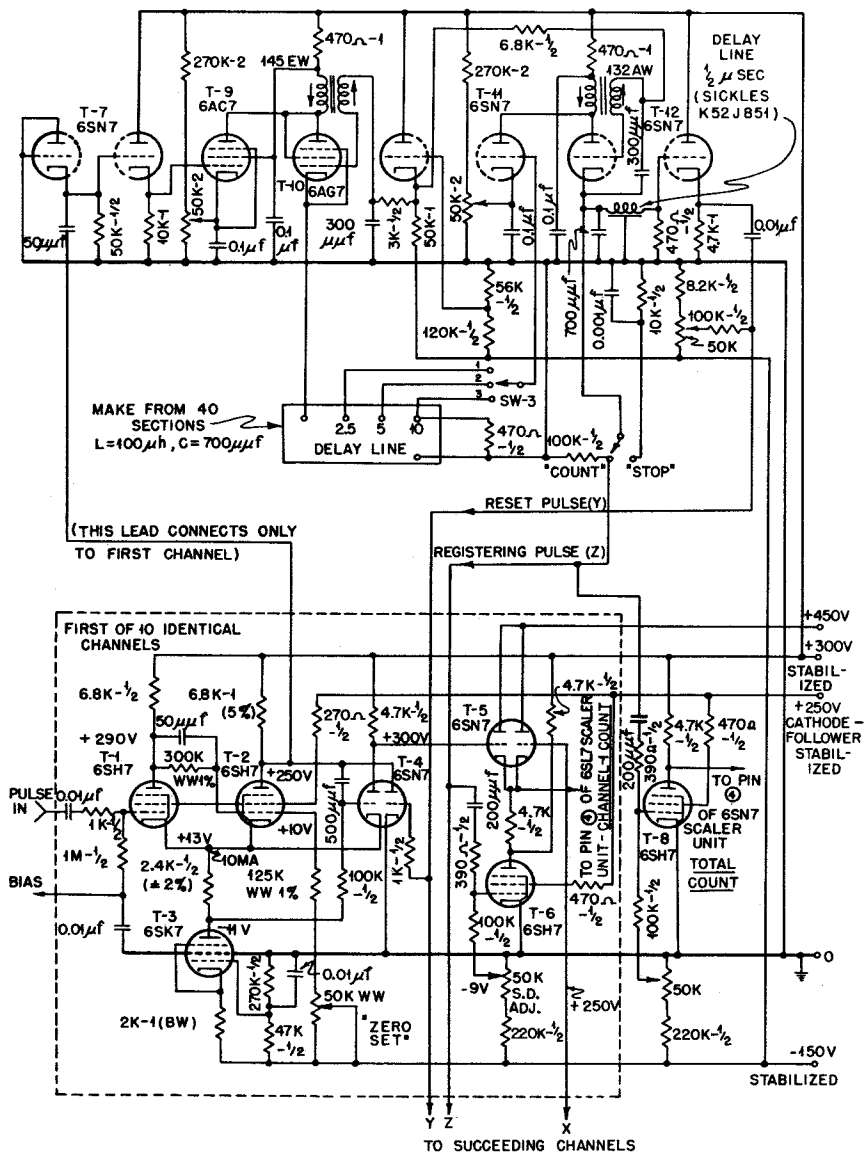 470Ω-1
145 EW
270K-2
T-9
6AC7
T-7
6SN7
T-10
6AG7
6.8K-½
T-11
6SN7
270K-2
470Ω-1
132AW
T-12
6SN7
300μμf
DELAY
LINE
½ μ SEC
(SICKLES
K52J851)
50μμf
50K-½
10K-1
50K-2
0.1μf
0.1
μf
300
μμf
3K-½
50K-1
50K-2
0.1μf
0.1μf
470Ω
-½
4.7K-1
0.01μf
700μμf
0.001μf
10K-½
8.2K-½
100K-½
50K
56K
-½
120K-½
1
2
3
SW-3
MAKE FROM 40
SECTIONS
L=100μh, C=700μμf
2.5
5
10
DELAY LINE
470Ω
-½
100K-½
"COUNT"
"STOP"
RESET PULSE(Y)
(THIS LEAD CONNECTS ONLY
TO FIRST CHANNEL)
REGISTERING PULSE (Z)
FIRST OF 10 IDENTICAL
CHANNELS
+450V
+300V
STABIL-
IZED
+250V
CATHODE-
FOLLOWER
STABIL-
IZED
6.8K-½
6.8K-1
(5%)
50μμf
+290V
300K
WW1%
T-1
6SH7
T-2
6SH7
+250V
270Ω
-½
4.7K-½
+300V
T-4
6SN7
T-5
6SN7
4.7K-½
200μμf
4.7K
-½
TO PIN ④ OF 6SL7 SCALER
UNIT-CHANNEL-1 COUNT
200μμf
390Ω-½
4.7K
-½
470Ω
-½
TO PIN
④
OF 6SN7
SCALER
UNIT
TOTAL
COUNT
T-8
6SH7
100K-½
PULSE
IN
0.01μf
1K-½
1M-½
BIAS
0.01μf
+13V
10MA
+10V
2.4K-½
(±2%)
125K
WW 1%
500μμf
100K
-½
1K-½
390Ω-½
100K
-½
T-6
6SH7
470Ω
-½
T-3
6SK7
-11V
270K-½
0.01μf
50K WW
"ZERO
SET"
47K
-½
2K-1(BW)
-9V
50K
S.D.
ADJ.
220K-½
+250V
50K
220K-½
0
-150V
STABILIZED
Y
Z
X
TO SUCCEEDING CHANNELS